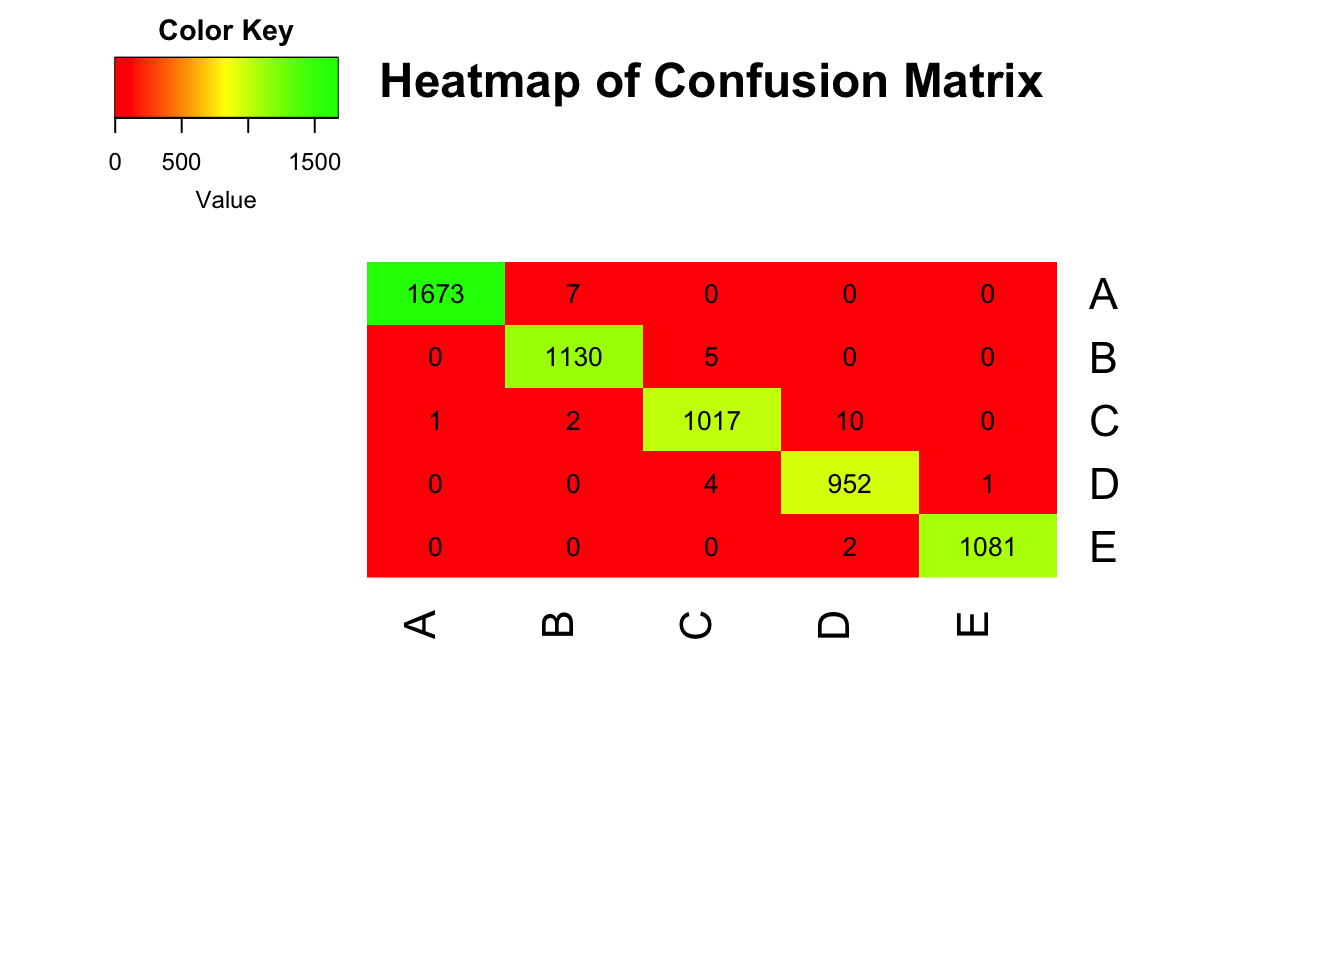 Color Key
Heatmap of Confusion Matrix
0 500 1500
Value
1673 7 0 0 0 A
0 1130 5 0 0 B
1 2 1017 10 0 C
0 0 4 952 1 D
0 0 0 2 1081 E
A B C D E